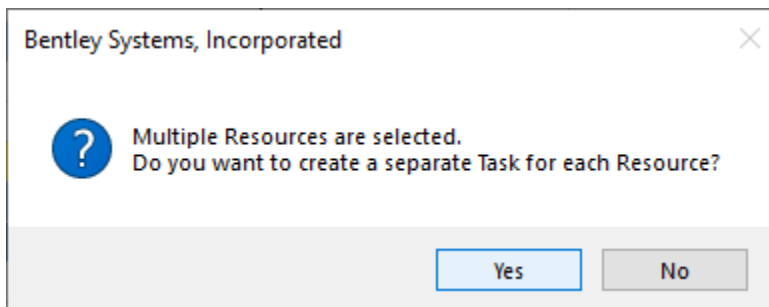 Bentley Systems, Incorporated
Multiple Resources are selected.
Do you want to create a separate Task for each Resource?
Yes
No